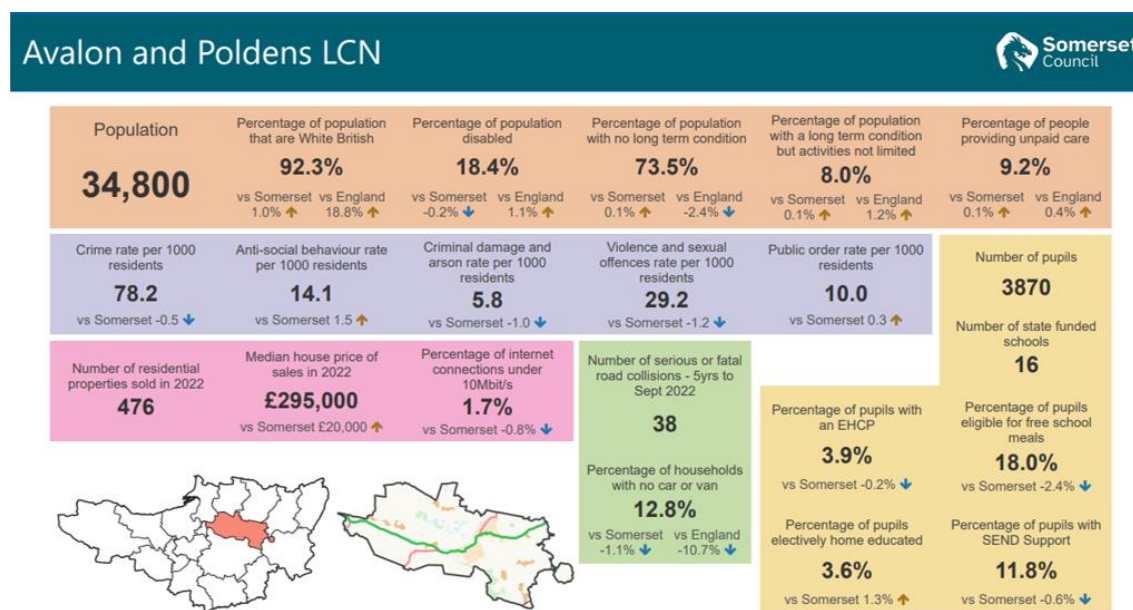 Avalon and Poldens LCN
Somerset
Council
Population
34,800
Percentage of population
that are White British
92.3%
vs Somerset vs England
1.0% ↑ 18.8% ↑
Percentage of population
disabled
18.4%
vs Somerset vs England
-0.2% ↓ 1.1% ↑
Percentage of population
with no long term condition
73.5%
vs Somerset vs England
0.1% ↑ -2.4% ↓
Percentage of population
with a long term condition
but activities not limited
8.0%
vs Somerset vs England
0.1% ↑ 1.2% ↑
Percentage of people
providing unpaid care
9.2%
vs Somerset vs England
0.1% ↑ 0.4% ↑
Crime rate per 1000
residents
78.2
vs Somerset -0.5 ↓
Anti-social behaviour rate
per 1000 residents
14.1
vs Somerset 1.5 ↑
Criminal damage and
arson rate per 1000
residents
5.8
vs Somerset -1.0 ↓
Violence and sexual
offences rate per 1000
residents
29.2
vs Somerset -1.2 ↓
Public order rate per 1000
residents
10.0
vs Somerset 0.3 ↑
Number of pupils
3870
Number of state funded
schools
16
Number of residential
properties sold in 2022
476
Median house price of
sales in 2022
£295,000
vs Somerset £20,000 ↑
Percentage of internet
connections under
10Mbit/s
1.7%
vs Somerset -0.8% ↓
Number of serious or fatal
road collisions - 5yrs to
Sept 2022
38
Percentage of households
with no car or van
12.8%
vs Somerset vs England
-1.1% ↓ -10.7% ↓
Percentage of pupils with
an EHCP
3.9%
vs Somerset -0.2% ↓
Percentage of pupils
eligible for free school
meals
18.0%
vs Somerset -2.4% ↓
Percentage of pupils
electively home educated
3.6%
vs Somerset 1.3% ↑
Percentage of pupils with
SEND Support
11.8%
vs Somerset -0.6% ↓